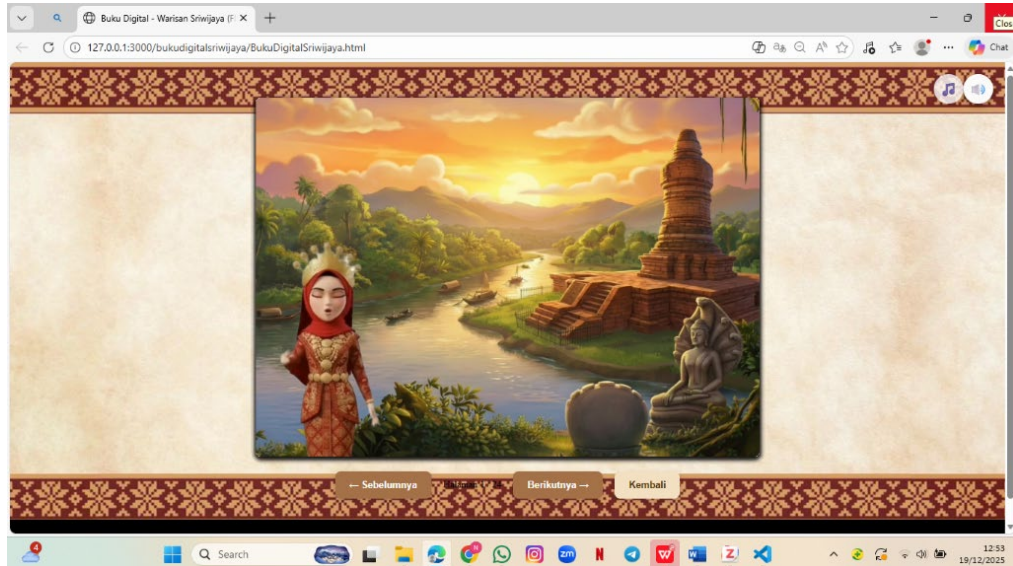 Buku Digital - Warisan Sriwijaya (F
Clos
127.0.0.1:3000/bukudigitalsriwijaya/BukuDigitalSriwijaya.html
Chat
← Sebelumnya
Berikutnya →
Kembali
Search
12:53
19/12/2025